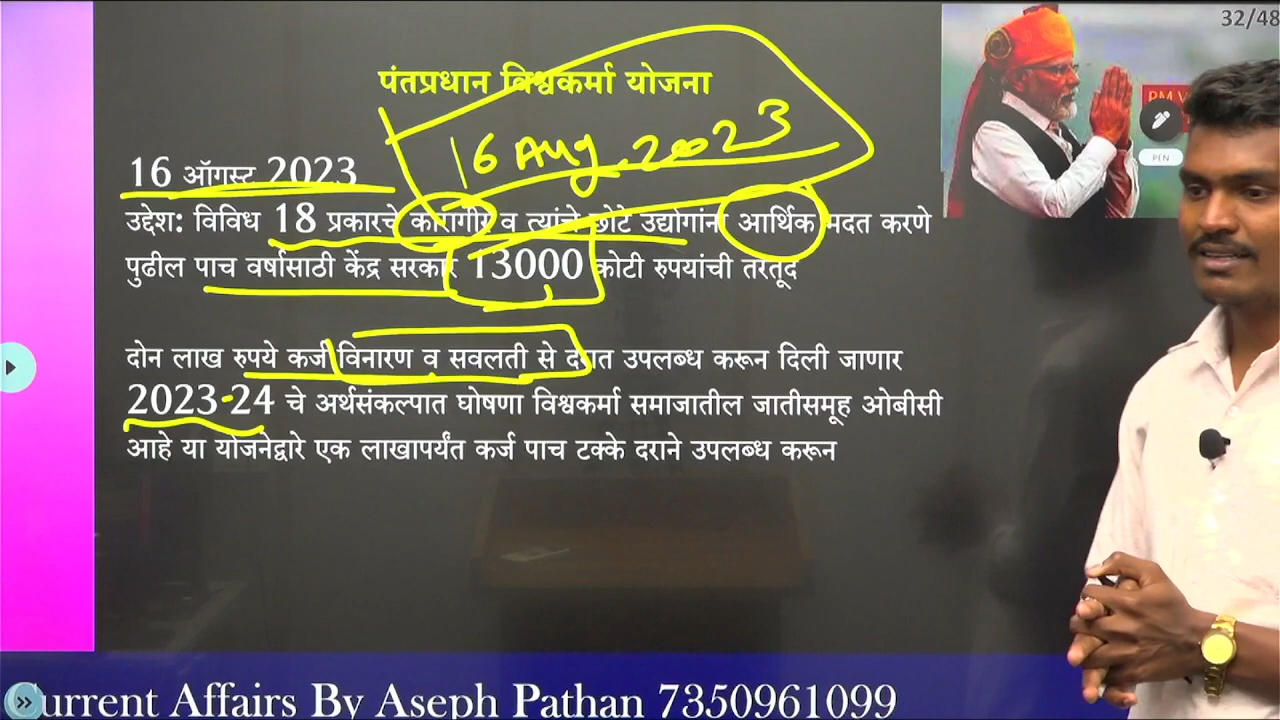 32/48
पंतप्रधान विश्वकर्मा योजना
16 Aug. 2023
PM V
PEN
16 ऑगस्ट 2023
उद्देश: विविध 18 प्रकारचे कारागीर व त्यांचे छोटे उद्योगांना आर्थिक मदत करणे
पुढील पाच वर्षासाठी केंद्र सरकार 13000 कोटी रुपयांची तरतूद
दोन लाख रुपये कर्ज विनारण व सवलती से दरात उपलब्ध करून दिली जाणार
2023-24 चे अर्थसंकल्पात घोषणा विश्वकर्मा समाजातील जातीसमूह ओबीसी
आहे या योजनेद्वारे एक लाखापर्यंत कर्ज पाच टक्के दराने उपलब्ध करून
Current Affairs By Aseph Pathan 7350961099